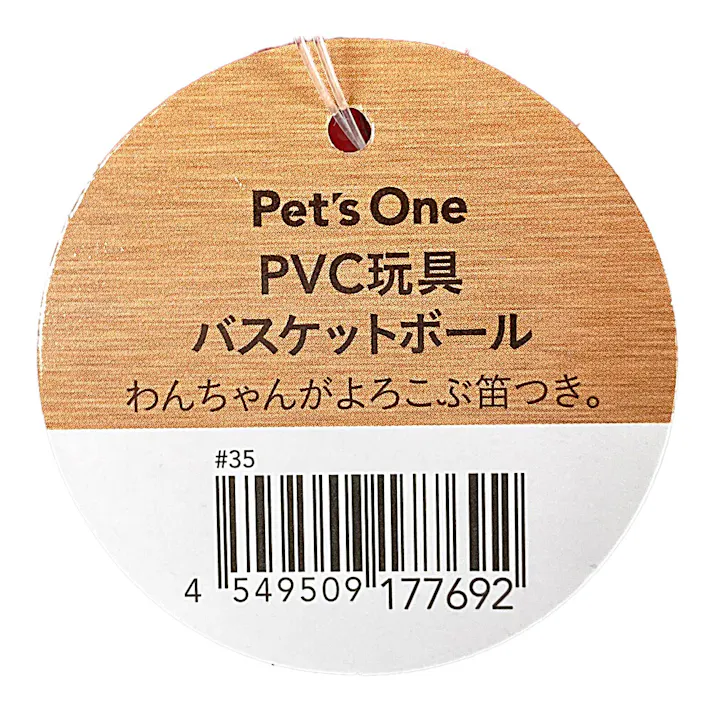 Pet's One
PVC玩具
バスケットボール
わんちゃんがよろこぶ笛つき。
#35
4 549509 177692